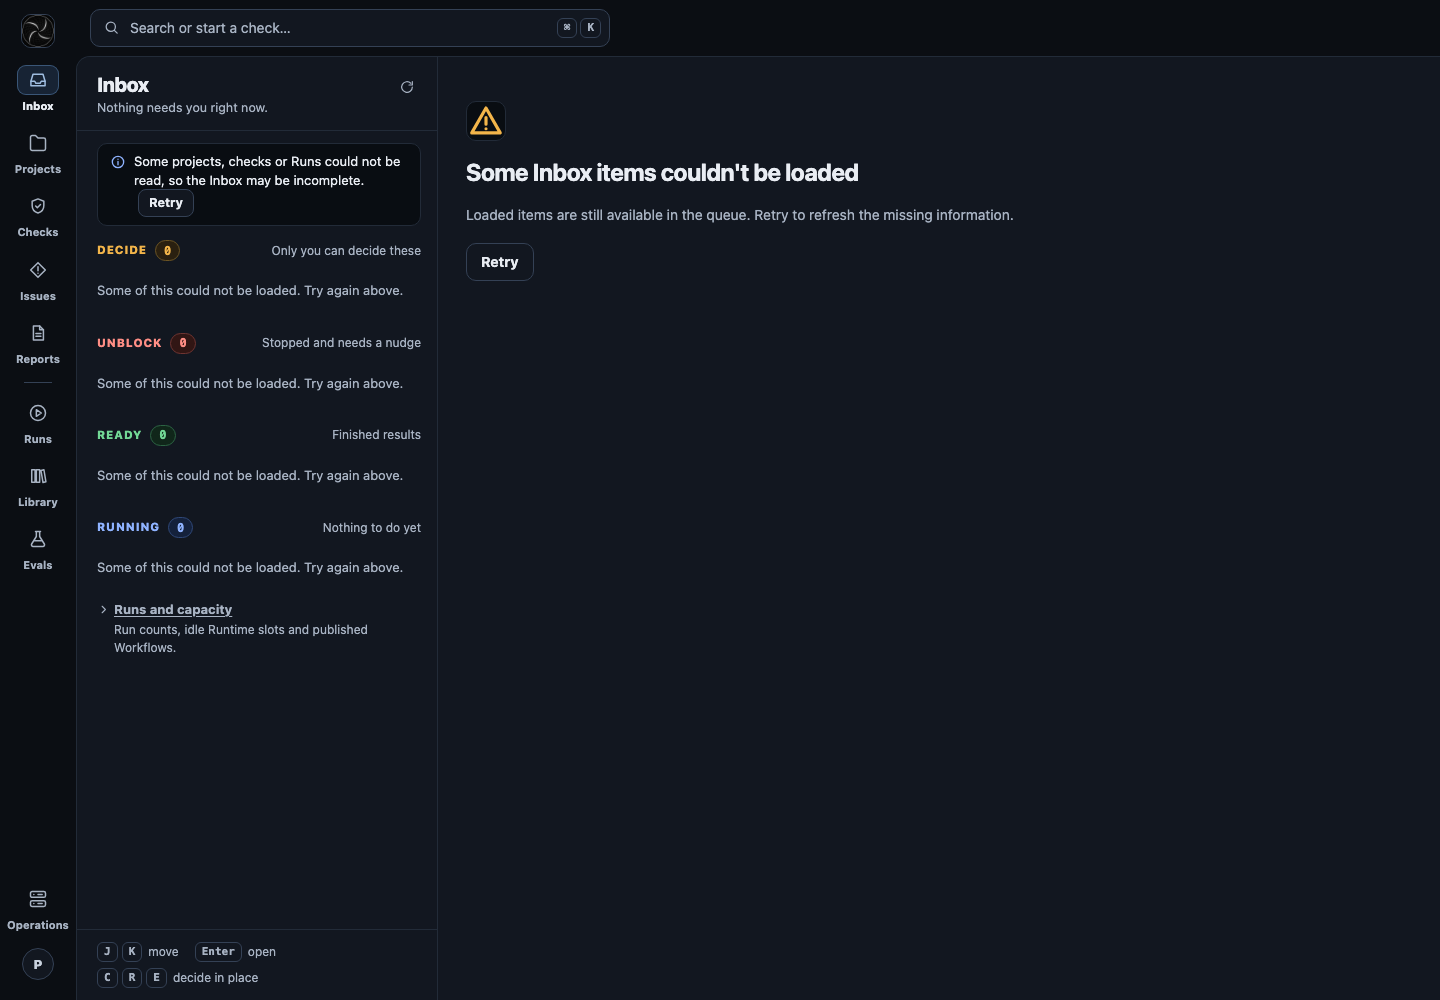 Search or start a check...
⌘ K
Inbox
Projects
Checks
Issues
Reports
Runs
Library
Evals
Operations
P
Inbox
Nothing needs you right now.
Some projects, checks or Runs could not be
read, so the Inbox may be incomplete.
Retry
DECIDE 0 Only you can decide these
Some of this could not be loaded. Try again above.
UNBLOCK 0 Stopped and needs a nudge
Some of this could not be loaded. Try again above.
READY 0 Finished results
Some of this could not be loaded. Try again above.
RUNNING 0 Nothing to do yet
Some of this could not be loaded. Try again above.
Runs and capacity
Run counts, idle Runtime slots and published
Workflows.
J K move Enter open
C R E decide in place
Some Inbox items couldn't be loaded
Loaded items are still available in the queue. Retry to refresh the missing information.
Retry